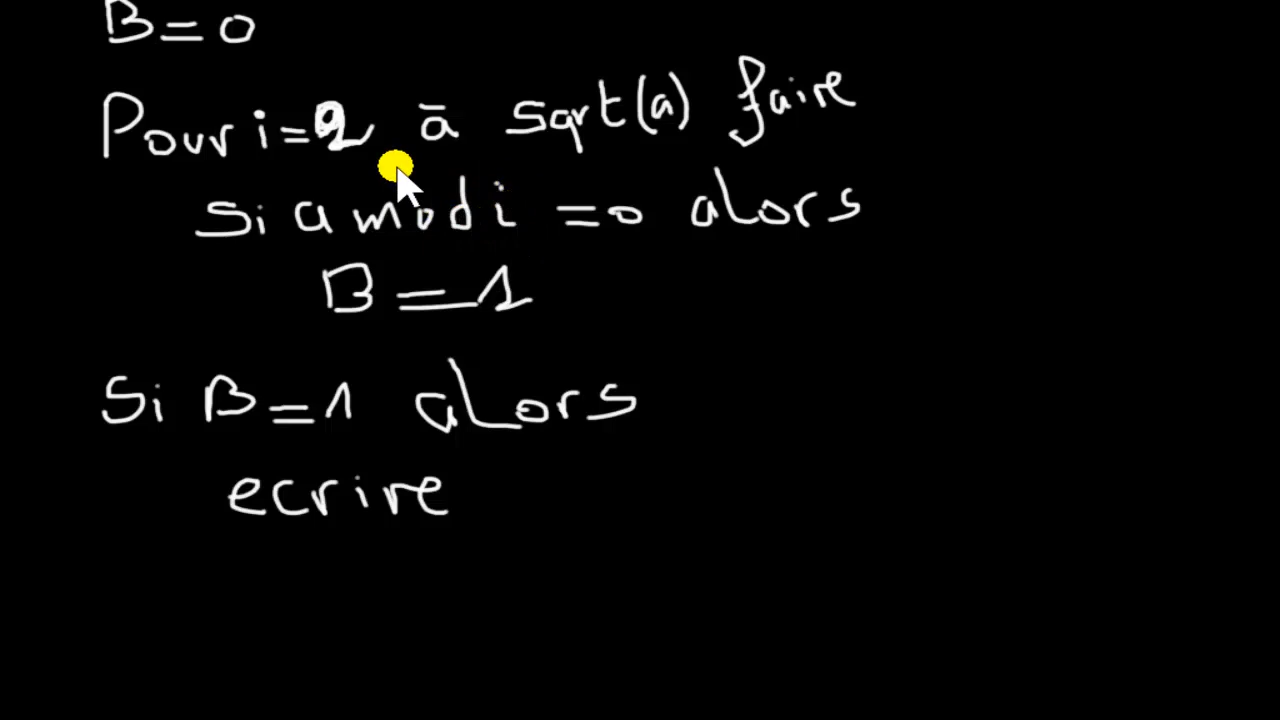 B=0
Pour i=2 à sqrt(a) faire
Si a mod i =0 alors
B=1
Si B=1 alors
ecrire